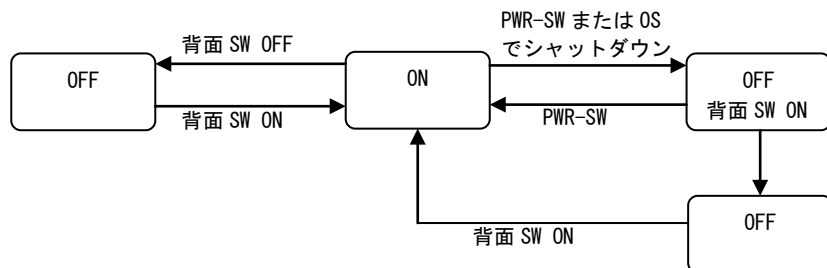 PWR-SW または OS
でシャットダウン
背面 SW OFF
OFF
ON
OFF
背面 SW ON
背面 SW ON
PWR-SW
OFF
背面 SW ON